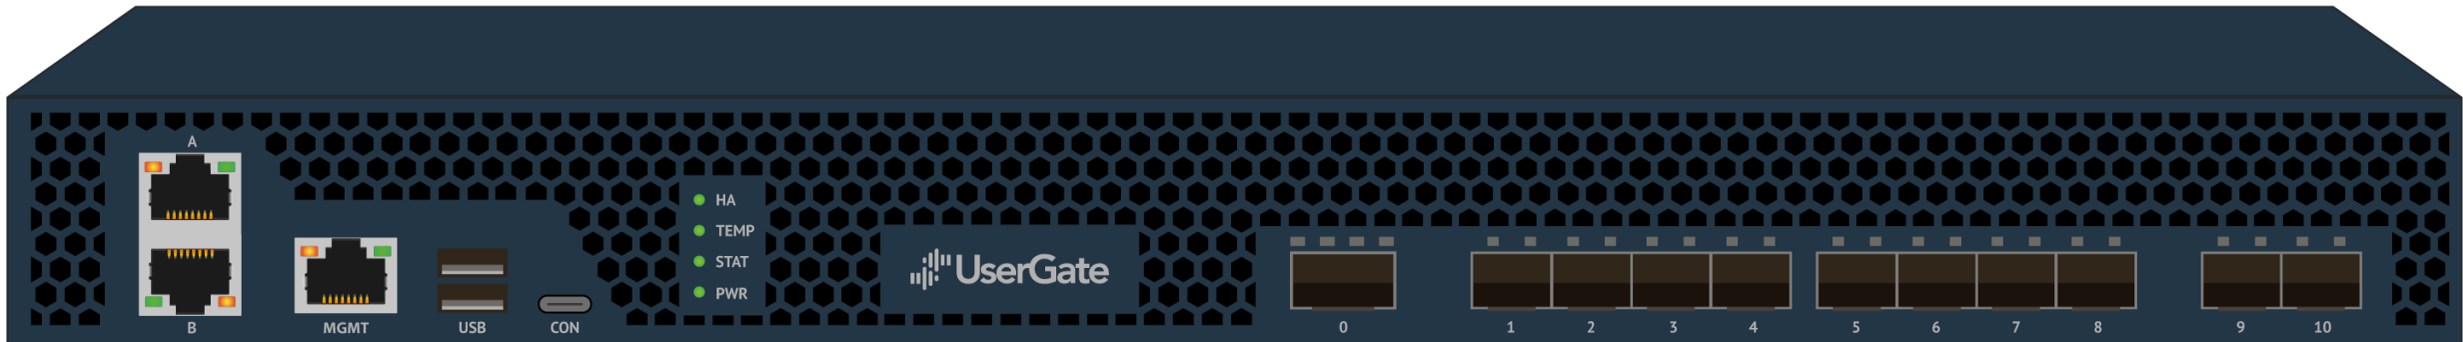 A
B
MGMT
USB
CON
HA
TEMP
STAT
PWR
UserGate
0
1 2 3 4
5 6 7 8
9 10